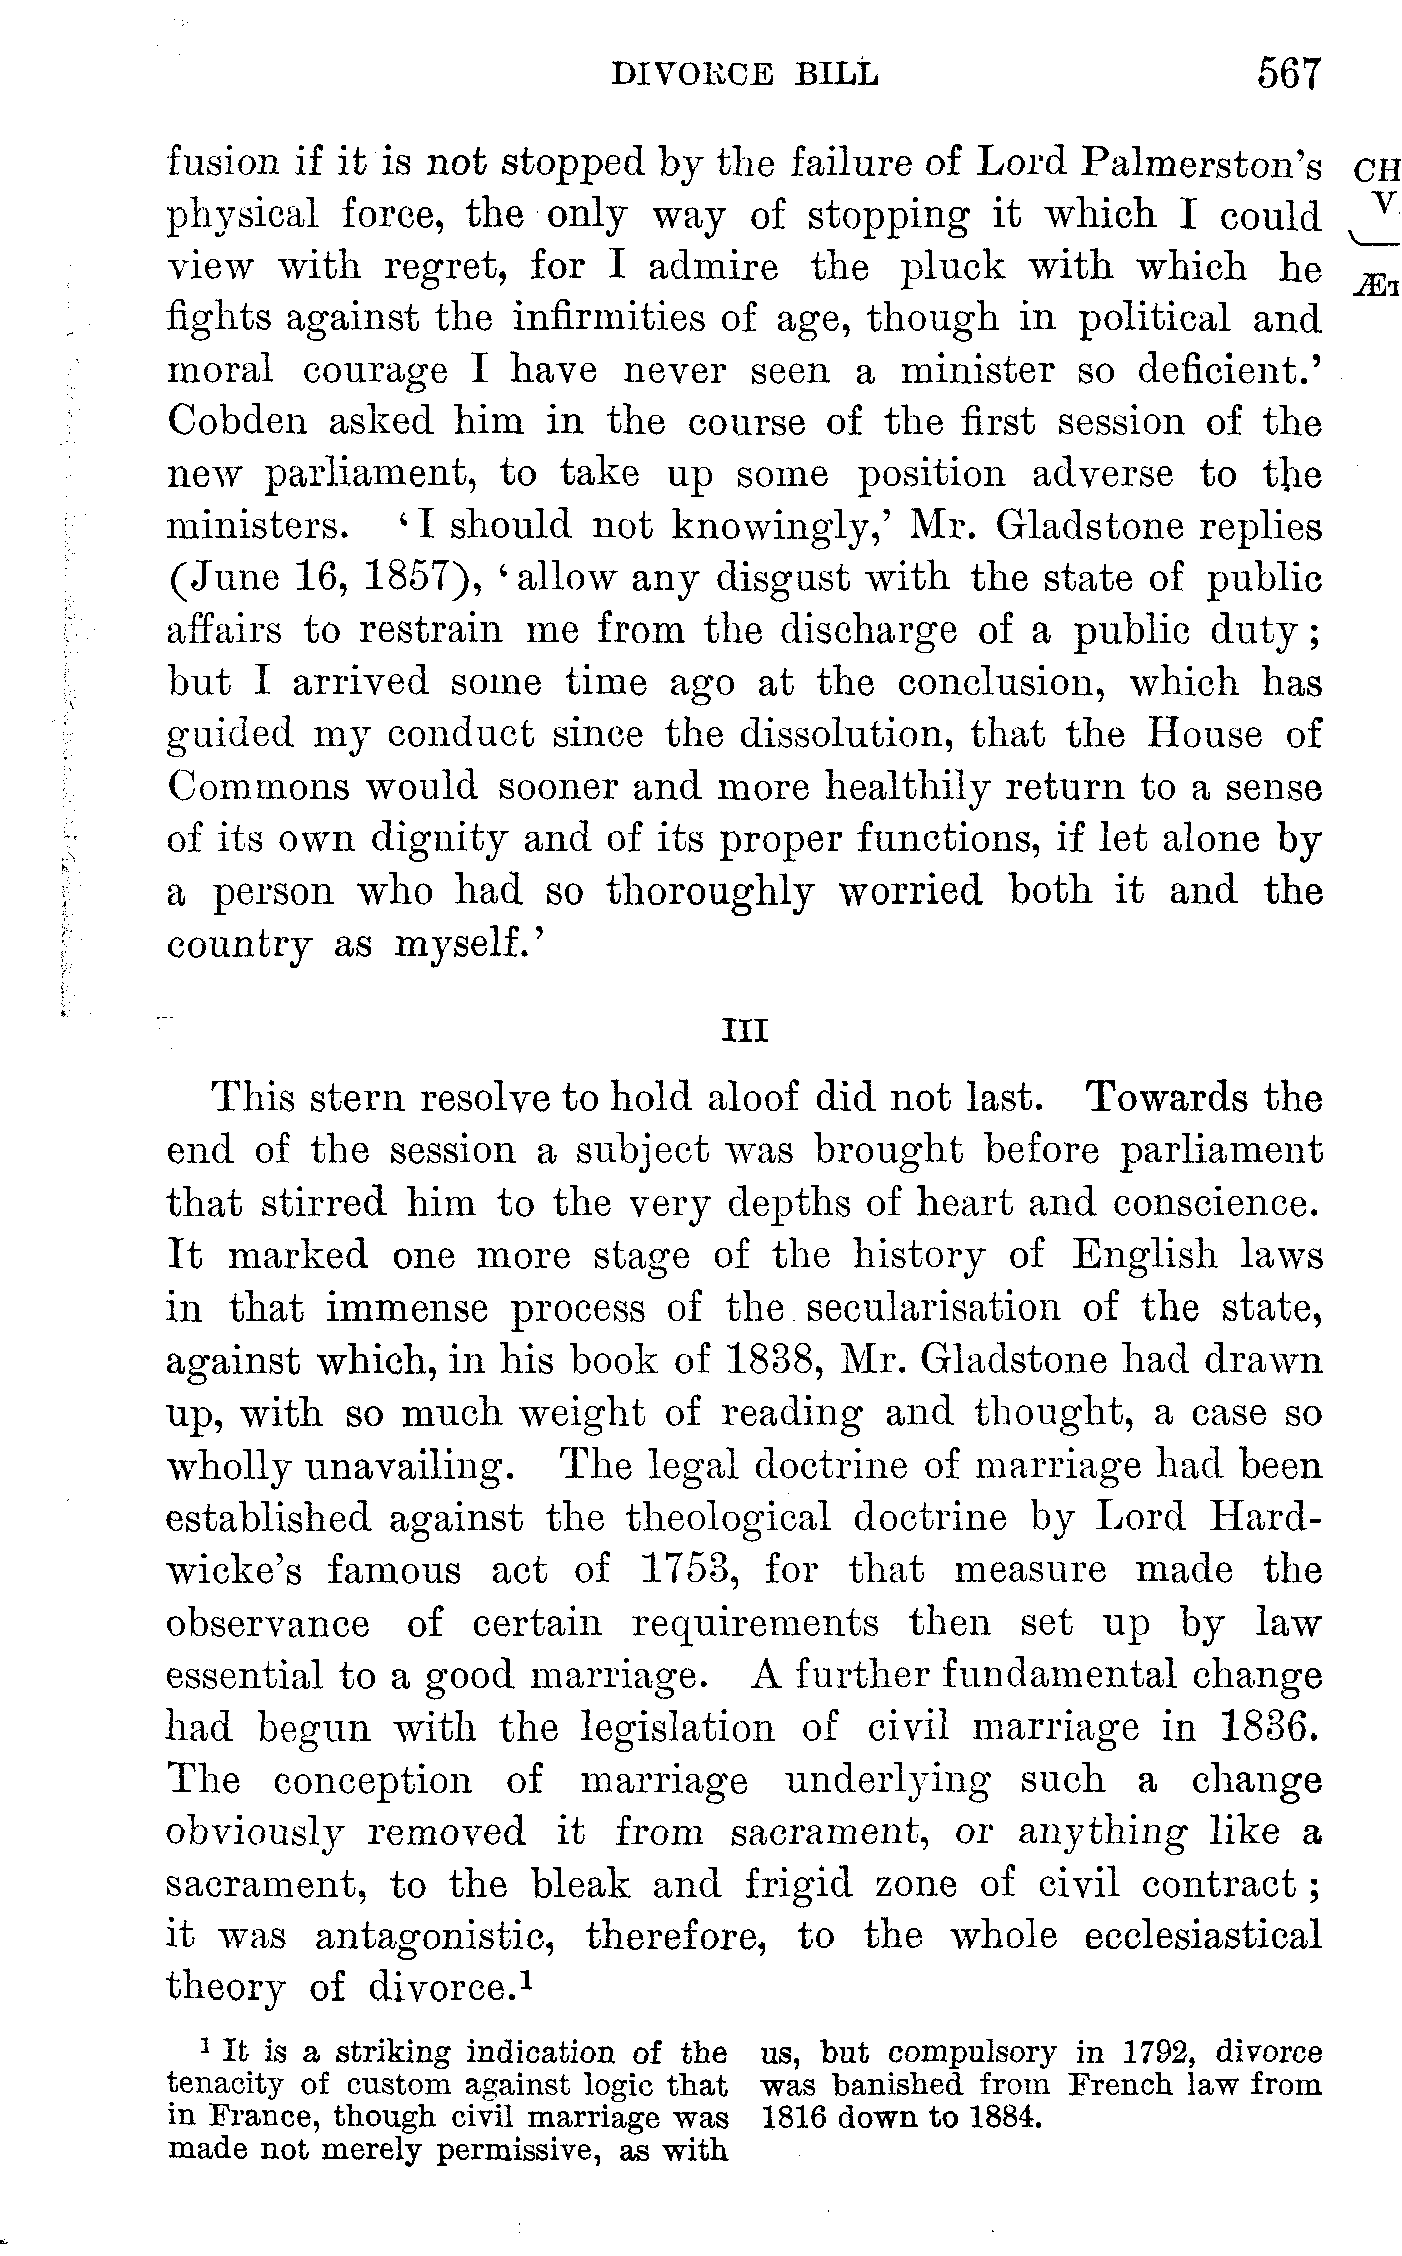 DIVORCE BILL 567
fusion if it is not stopped by the failure of Lord Palmerston's
physical force, the only way of stopping it which I could
view with regret, for I admire the pluck with which he
fights against the infirmities of age, though in political and
moral courage I have never seen a minister so deficient.'
Cobden asked him in the course of the first session of the
new parliament, to take up some position adverse to the
ministers. 'I should not knowingly,' Mr. Gladstone replies
(June 16, 1857), 'allow any disgust with the state of public
affairs to restrain me from the discharge of a public duty;
but I arrived some time ago at the conclusion, which has
guided my conduct since the dissolution, that the House of
Commons would sooner and more healthily return to a sense
of its own dignity and of its proper functions, if let alone by
a person who had so thoroughly worried both it and the
country as myself.'
CH
V
III
This stern resolve to hold aloof did not last. Towards the
end of the session a subject was brought before parliament
that stirred him to the very depths of heart and conscience.
It marked one more stage of the history of English laws
in that immense process of the secularisation of the state,
against which, in his book of 1838, Mr. Gladstone had drawn
up, with so much weight of reading and thought, a case so
wholly unavailing. The legal doctrine of marriage had been
established against the theological doctrine by Lord Hard-
wicke's famous act of 1753, for that measure made the
observance of certain requirements then set up by law
essential to a good marriage. A further fundamental change
had begun with the legislation of civil marriage in 1836.
The conception of marriage underlying such a change
obviously removed it from sacrament, or anything like a
sacrament, to the bleak and frigid zone of civil contract;
it was antagonistic, therefore, to the whole ecclesiastical
theory of divorce.¹
¹ It is a striking indication of the
tenacity of custom against logic that
in France, though civil marriage was
made not merely permissive, as with
us, but compulsory in 1792, divorce
was banished from French law from
1816 down to 1884.